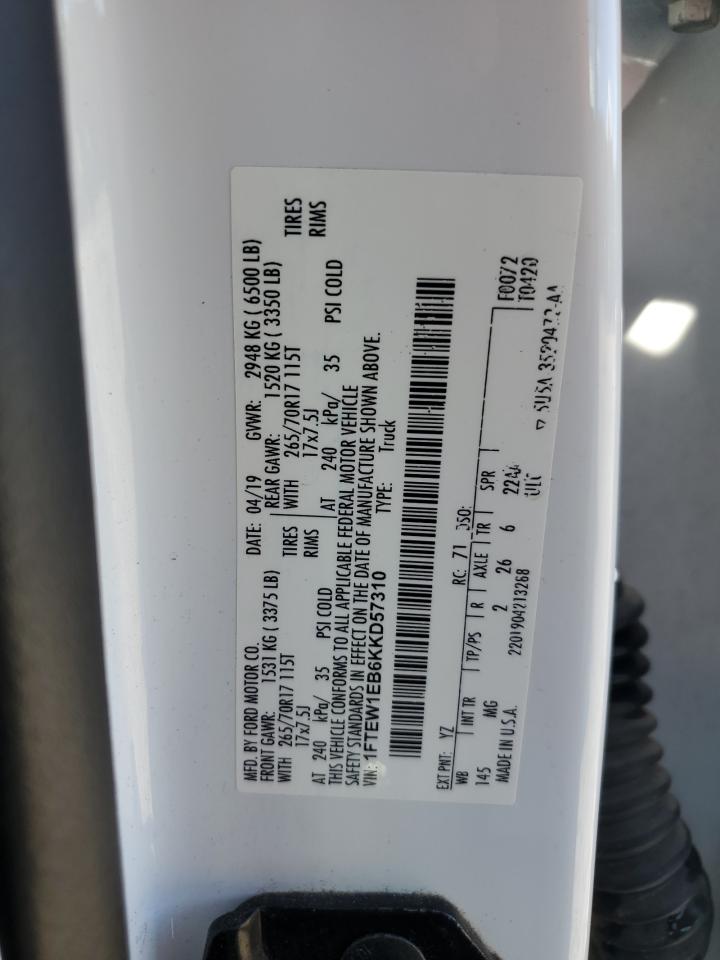 MFD. BY FORD MOTOR CO.
DATE: 04/19 GVWR: 2948 KG ( 6500 LB)
FRONT GAWR: 1531 KG ( 3375 LB) REAR GAWR: 1520 KG ( 3350 LB)
WITH 265/70R17 115T TIRES WITH 265/70R17 115T TIRES
17x7.5J RIMS 17x7.5J RIMS
AT 240 kPa/ 35 PSI COLD AT 240 kPa/ 35 PSI COLD
THIS VEHICLE CONFORMS TO ALL APPLICABLE FEDERAL MOTOR VEHICLE
SAFETY STANDARDS IN EFFECT ON THE DATE OF MANUFACTURE SHOWN ABOVE.
VIN: 1FTEW1EB6KKD57310 TYPE: Truck
F0072
T0420
EXT PNT: YZ RC: 71 DSO:
WB INT TR TP/PS R AXLE TR SPR
145 MG 2 26 6 2244
MADE IN U.S.A. 2201904213268